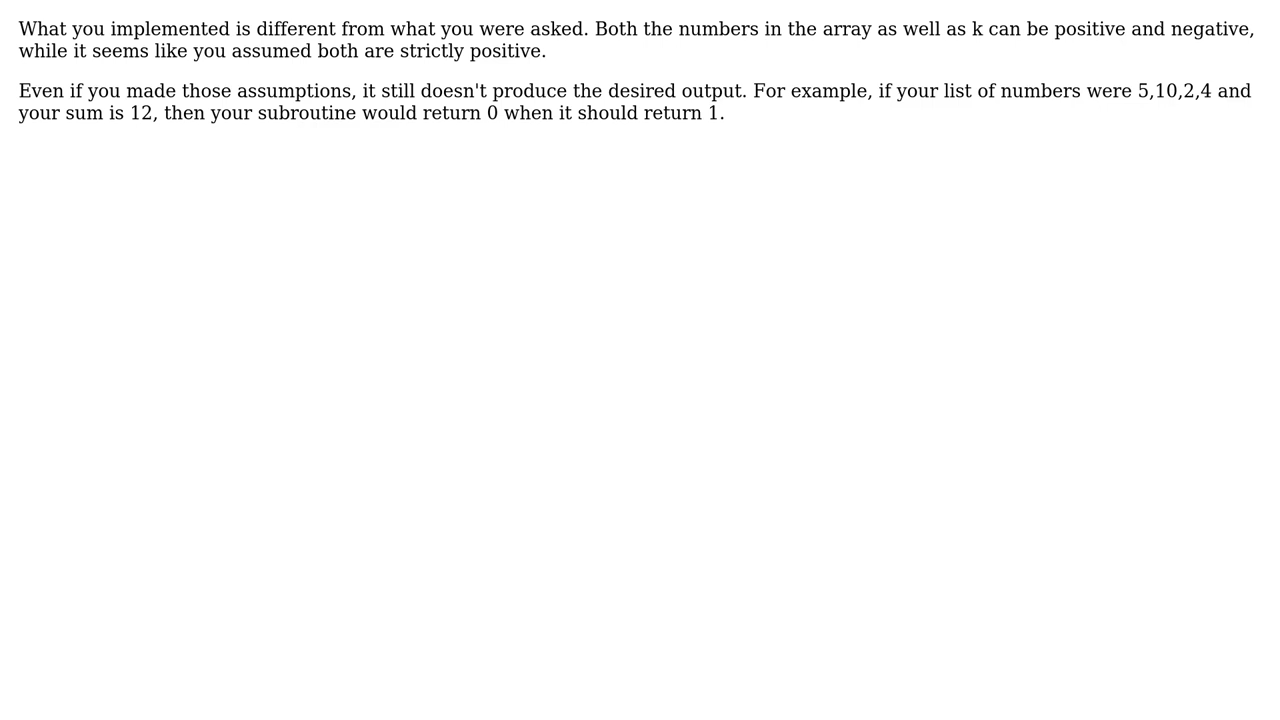 What you implemented is different from what you were asked. Both the numbers in the array as well as k can be positive and negative,
while it seems like you assumed both are strictly positive.
Even if you made those assumptions, it still doesn't produce the desired output. For example, if your list of numbers were 5,10,2,4 and
your sum is 12, then your subroutine would return 0 when it should return 1.